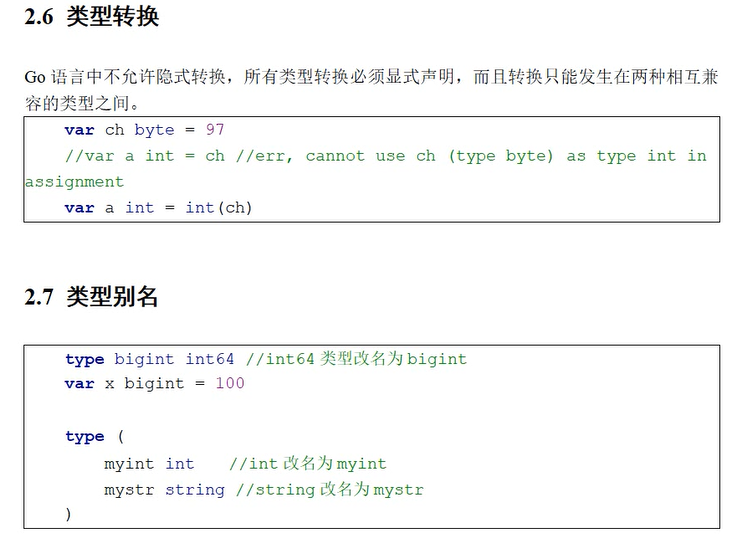 2.6 类型转换
Go 语言中不允许隐式转换，所有类型转换必须显式声明，而且转换只能发生在两种相互兼
容的类型之间。
var ch byte = 97
//var a int = ch //err, cannot use ch (type byte) as type int in
assignment
var a int = int(ch)
2.7 类型别名
type bigint int64 //int64 类型改名为 bigint
var x bigint = 100
type (
myint int //int 改名为 myint
mystr string //string 改名为 mystr
)